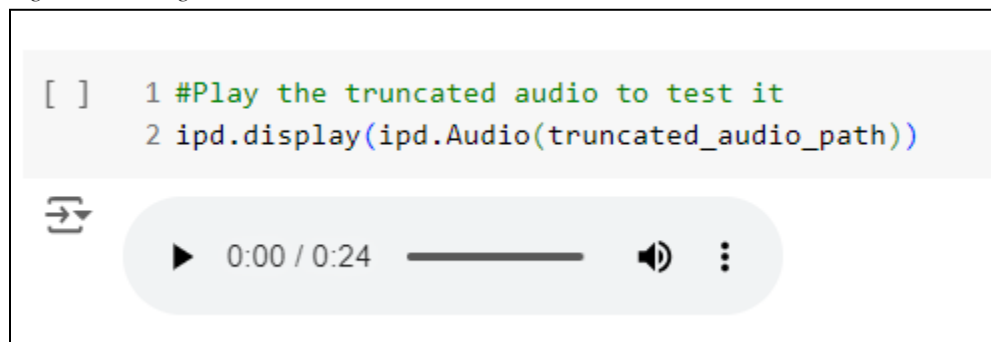 [ ] 1 #Play the truncated audio to test it
2 ipd.display(ipd.Audio(truncated_audio_path))
0:00 / 0:24